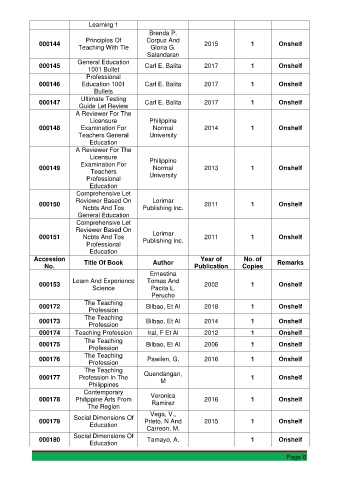 Learning 1
000144 Principles Of Teaching With Tle Brenda P. Corpuz And Gloria G. Salandaran 2015 1 Onshelf
000145 General Education 1001 Bullet Carl E. Balita 2017 1 Onshelf
000146 Professional Education 1001 Bullets Carl E. Balita 2017 1 Onshelf
000147 Ultimate Testing Guide Let Review Carl E. Balita 2017 1 Onshelf
000148 A Reviewer For The Licensure Examination For Teachers General Education Philippine Normal University 2014 1 Onshelf
000149 A Reviewer For The Licensure Examination For Teachers Professional Education Philippine Normal University 2013 1 Onshelf
000150 Comprehensive Let Reviewer Based On Ncbts And Tos General Education Lorimar Publishing Inc. 2011 1 Onshelf
000151 Comprehensive Let Reviewer Based On Ncbts And Tos Professional Education Lorimar Publishing Inc. 2011 1 Onshelf
Accession No. Title Of Book Author Year of Publication No. of Copies Remarks
000153 Learn And Experience Science Ernestina Tomas And Pacita L. Perucho 2002 1 Onshelf
000172 The Teaching Profession Bilbao, Et Al 2018 1 Onshelf
000173 The Teaching Profession Bilbao, Et Al 2014 1 Onshelf
000174 Teaching Profession Iral, F Et Al 2012 1 Onshelf
000175 The Teaching Profession Bilbao, Et Al 2006 1 Onshelf
000176 The Teaching Profession Pawilen, G. 2016 1 Onshelf
000177 The Teaching Profession In The Philippines Quendangan, M 1 Onshelf
000178 Contemporary Philippine Arts From The Region Veronica Ramirez 2016 1 Onshelf
000179 Social Dimensions Of Education Vega, V., Prieto, N And Carreon, M. 2015 1 Onshelf
000180 Social Dimensions Of Education Tamayo, A. 1 Onshelf
Page 6